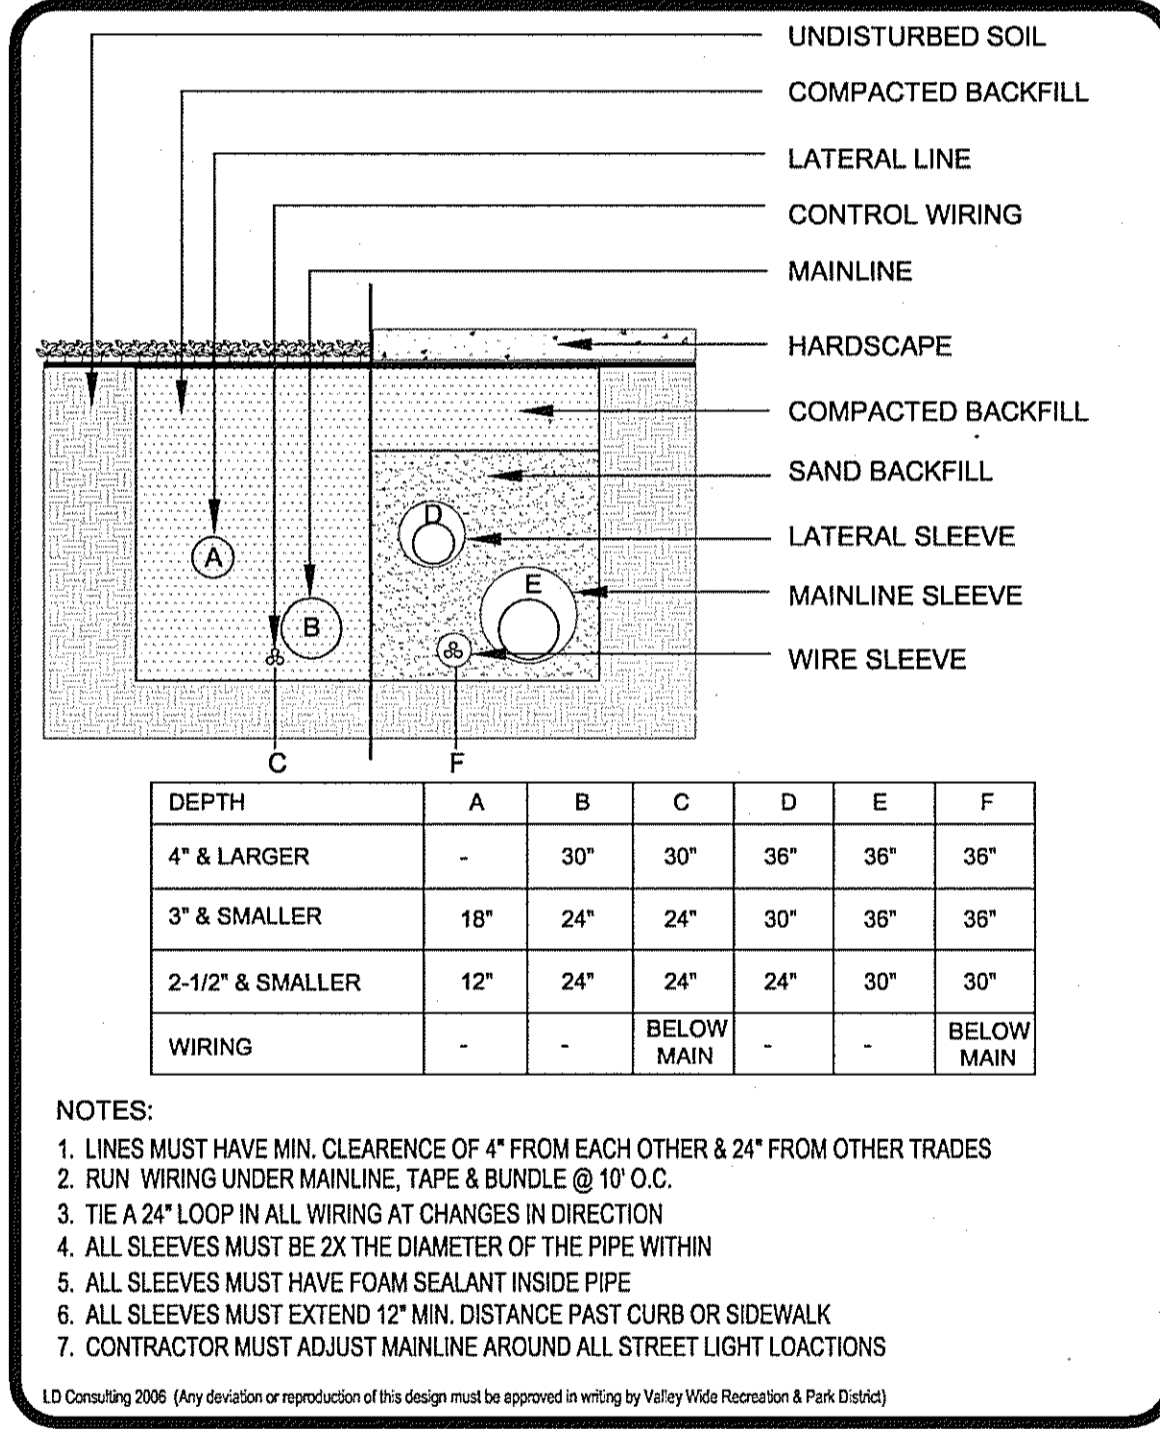 UNDISTURBED SOIL
COMPACTED BACKFILL
LATERAL LINE
CONTROL WIRING
MAINLINE
HARDSCAPE
COMPACTED BACKFILL
SAND BACKFILL
LATERAL SLEEVE
MAINLINE SLEEVE
WIRE SLEEVE
A
B
D
E
C
F
DEPTH A B C D E F
4" & LARGER - 30" 30" 36" 36" 36"
3" & SMALLER 18" 24" 24" 30" 36" 36"
2-1/2" & SMALLER 12" 24" 24" 24" 30" 30"
WIRING - - BELOW MAIN - - BELOW MAIN
NOTES:
1. LINES MUST HAVE MIN. CLEARENCE OF 4" FROM EACH OTHER & 24" FROM OTHER TRADES
2. RUN WIRING UNDER MAINLINE, TAPE & BUNDLE @ 10' O.C.
3. TIE A 24" LOOP IN ALL WIRING AT CHANGES IN DIRECTION
4. ALL SLEEVES MUST BE 2X THE DIAMETER OF THE PIPE WITHIN
5. ALL SLEEVES MUST HAVE FOAM SEALANT INSIDE PIPE
6. ALL SLEEVES MUST EXTEND 12" MIN. DISTANCE PAST CURB OR SIDEWALK
7. CONTRACTOR MUST ADJUST MAINLINE AROUND ALL STREET LIGHT LOACTIONS
LD Consulting 2006 (Any deviation or reproduction of this design must be approved in writing by Valley Wide Recreation & Park District)